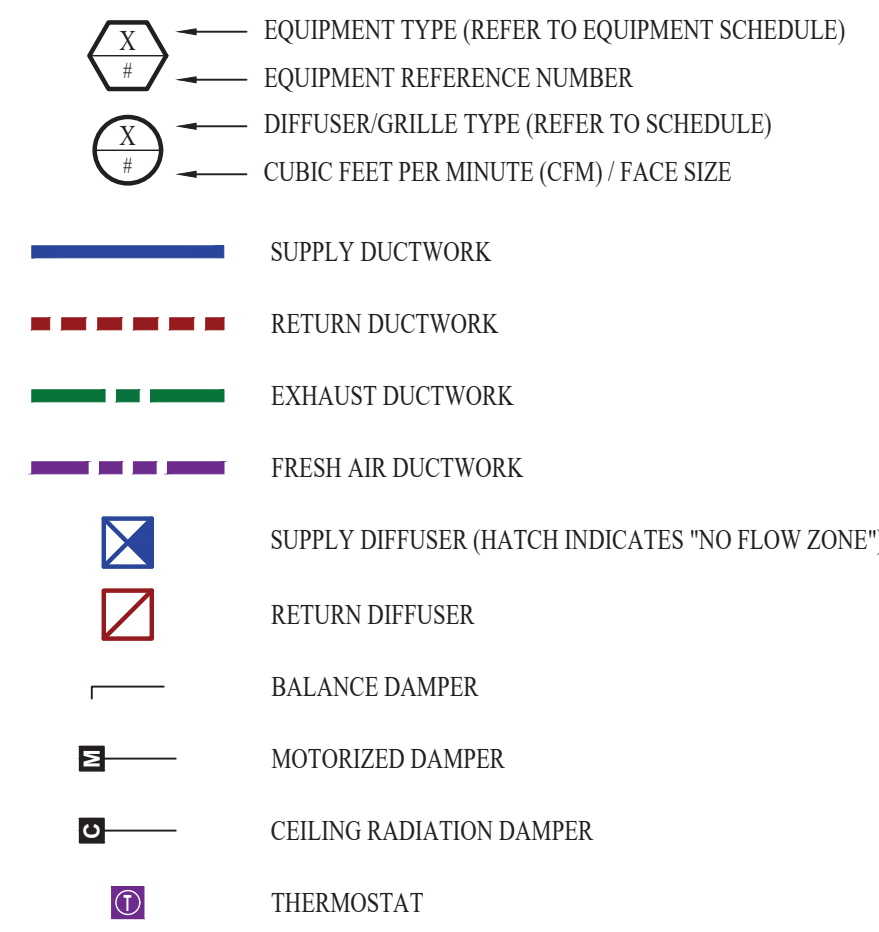 X
#
EQUIPMENT TYPE (REFER TO EQUIPMENT SCHEDULE)
EQUIPMENT REFERENCE NUMBER
X
#
DIFFUSER/GRILLE TYPE (REFER TO SCHEDULE)
CUBIC FEET PER MINUTE (CFM) / FACE SIZE
SUPPLY DUCTWORK
RETURN DUCTWORK
EXHAUST DUCTWORK
FRESH AIR DUCTWORK
SUPPLY DIFFUSER (HATCH INDICATES "NO FLOW ZONE")
RETURN DIFFUSER
BALANCE DAMPER
M MOTORIZED DAMPER
C CEILING RADIATION DAMPER
T THERMOSTAT